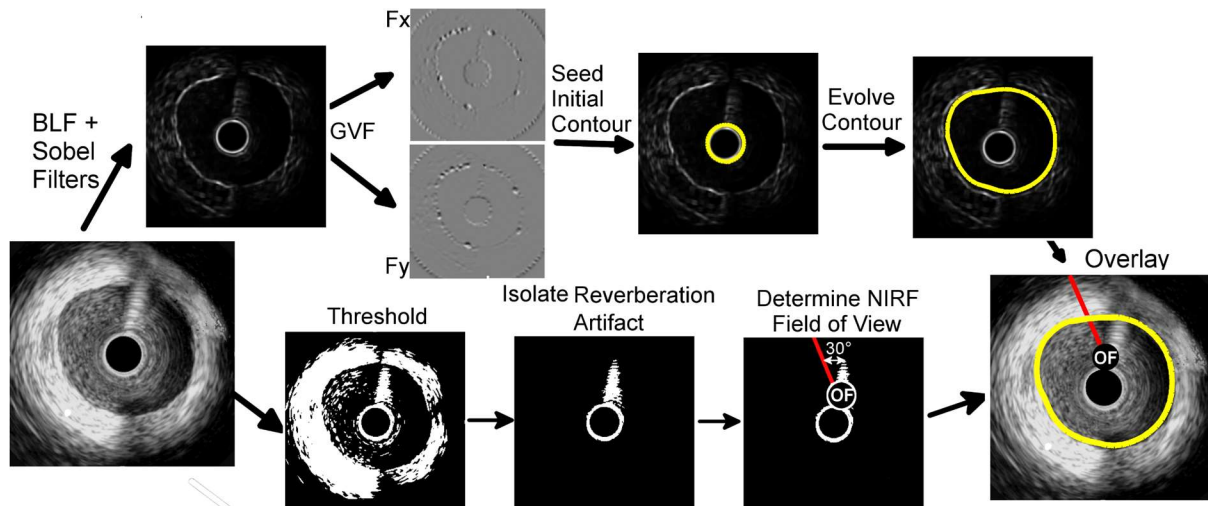 Fx
BLF +
Sobel
Filters
GVF
Fy
Seed
Initial
Contour
Evolve
Contour
Overlay
OF
Threshold
Isolate Reverberation
Artifact
Determine NIRF
Field of View
30°
OF